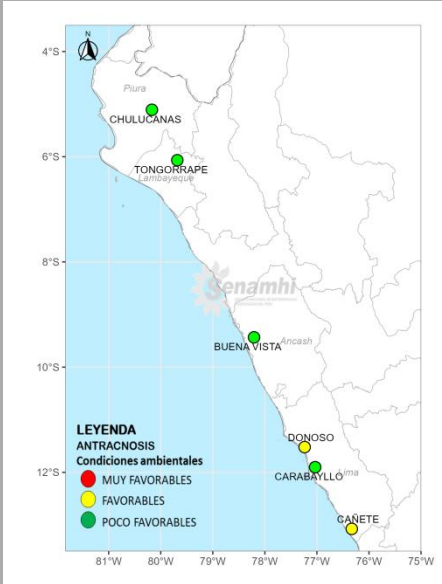 N
4°S
Piura
CHULUCANAS
6°S
TONGORRAPE
Lambayeque
8°S
Senamhi
BUENA VISTA
Ancash
10°S
LEYENDA
ANTRACNOSIS
Condiciones ambientales
MUY FAVORABLES
FAVORABLES
POCO FAVORABLES
DONOSO
12°S
CARABAYLLO
Lima
CAÑETE
81°W
80°W
79°W
78°W
77°W
76°W
75°W